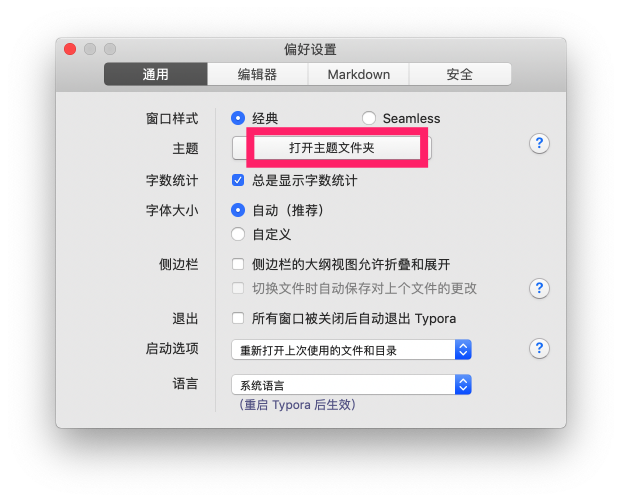 偏好设置
通用 编辑器 Markdown 安全
窗口样式 经典 Seamless
主题 打开主题文件夹 ?
字数统计 总是显示字数统计
字体大小 自动（推荐）
自定义
侧边栏 侧边栏的大纲视图允许折叠和展开
切换文件时自动保存对上个文件的更改 ?
退出 所有窗口被关闭后自动退出 Typora
启动选项 重新打开上次使用的文件和目录 ?
语言 系统语言
（重启 Typora 后生效）